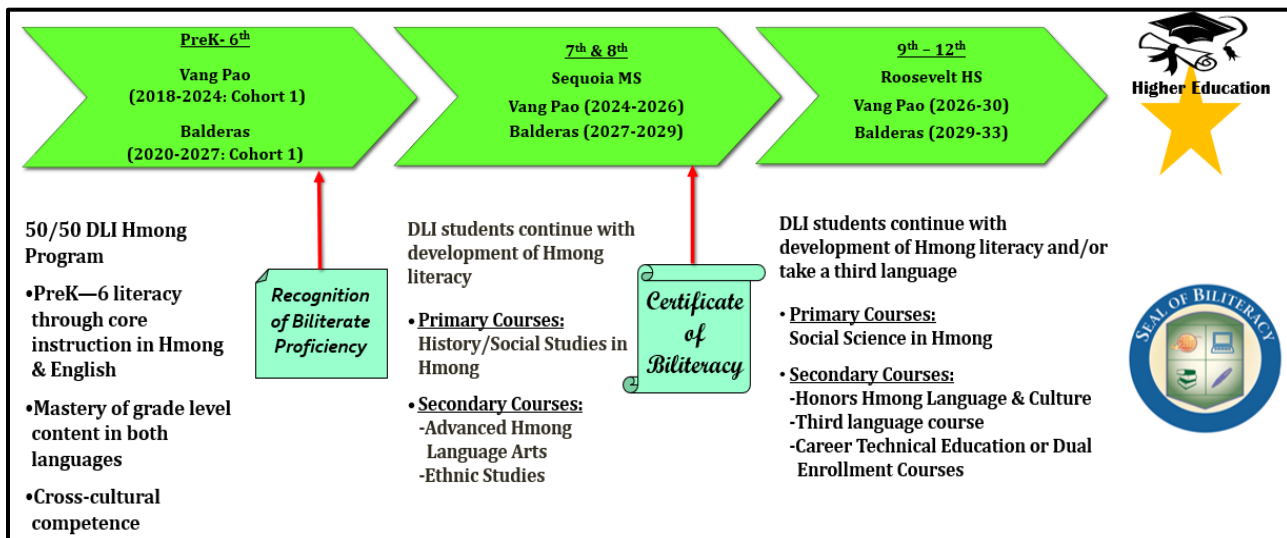 PreK- 6th
Vang Pao
(2018-2024: Cohort 1)
Balderas
(2020-2027: Cohort 1)
7th & 8th
Sequoia MS
Vang Pao (2024-2026)
Balderas (2027-2029)
9th – 12th
Roosevelt HS
Vang Pao (2026-30)
Balderas (2029-33)
Higher Education
50/50 DLI Hmong
Program
•PreK—6 literacy
through core
instruction in Hmong
& English
•Mastery of grade level
content in both
languages
•Cross-cultural
competence
Recognition
of Biliterate
Proficiency
DLI students continue with
development of Hmong
literacy
• Primary Courses:
History/Social Studies in
Hmong
• Secondary Courses:
-Advanced Hmong
Language Arts
-Ethnic Studies
Certificate
of
Biliteracy
DLI students continue with
development of Hmong literacy and/or
take a third language
• Primary Courses:
Social Science in Hmong
• Secondary Courses:
-Honors Hmong Language & Culture
-Third language course
-Career Technical Education or Dual
Enrollment Courses
SEAL OF BILITERACY